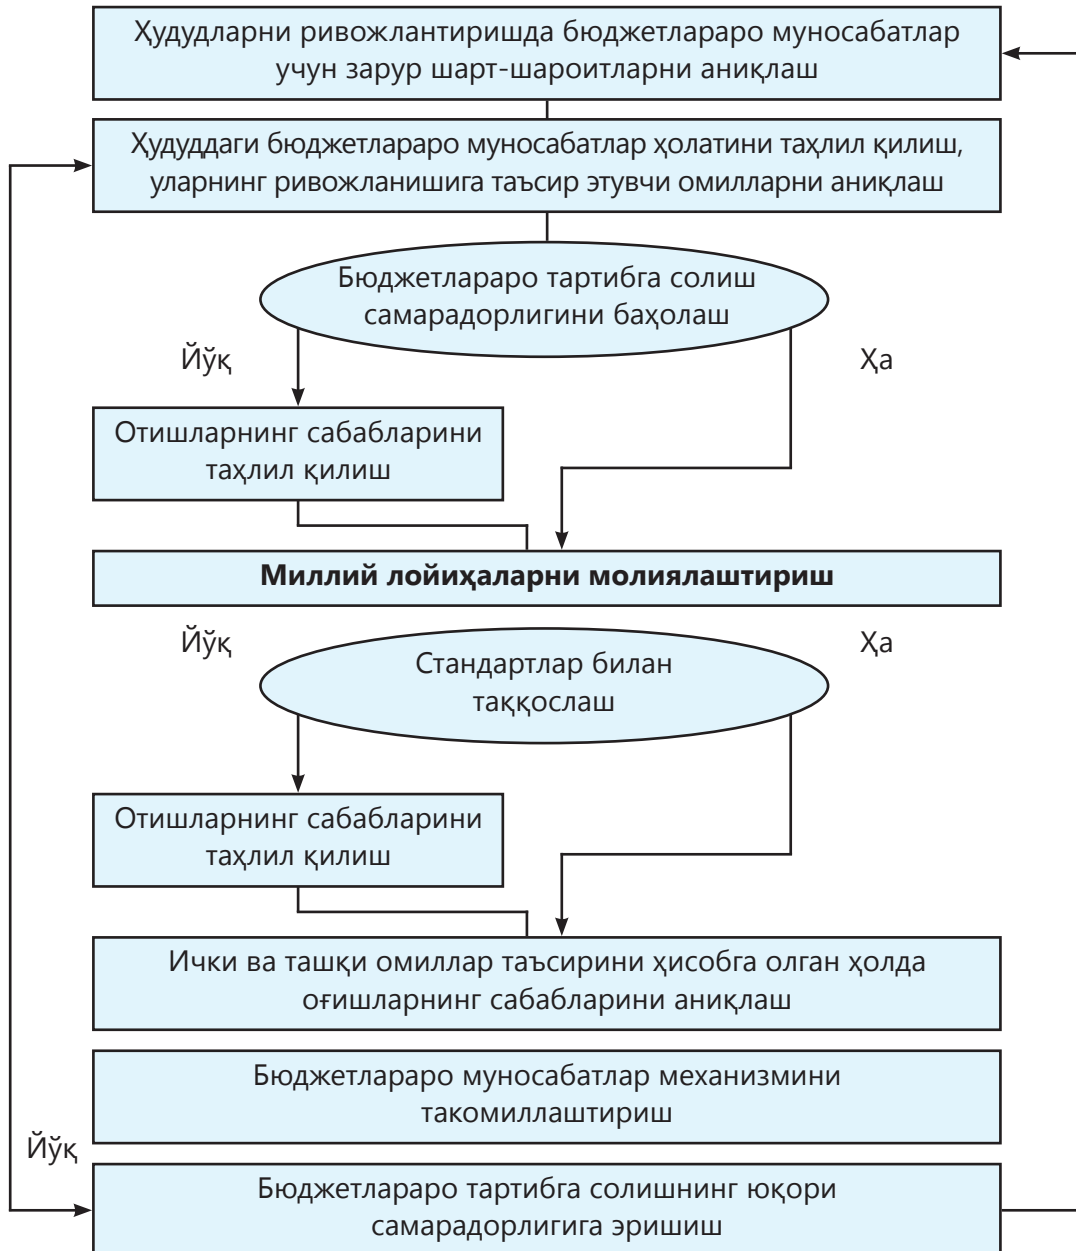 Ҳудудларни ривожлантиришда бюджетлараро муносабатлар
учун зарур шарт-шароитларни аниқлаш
Ҳудуддаги бюджетлараро муносабатлар ҳолатини таҳлил қилиш,
уларнинг ривожланишига таъсир этувчи омилларни аниқлаш
Бюджетлараро тартибга солиш
самарадорлигини баҳолаш
Йўқ
Ҳа
Отишларнинг сабабларини
таҳлил қилиш
Миллий лойиҳаларни молиялаштириш
Йўқ
Ҳа
Стандартлар билан
таққослаш
Отишларнинг сабабларини
таҳлил қилиш
Ички ва ташқи омиллар таъсирини ҳисобга олган ҳолда
оғишларнинг сабабларини аниқлаш
Бюджетлараро муносабатлар механизмини
такомиллаштириш
Йўқ
Бюджетлараро тартибга солишнинг юқори
самарадорлигига эришиш